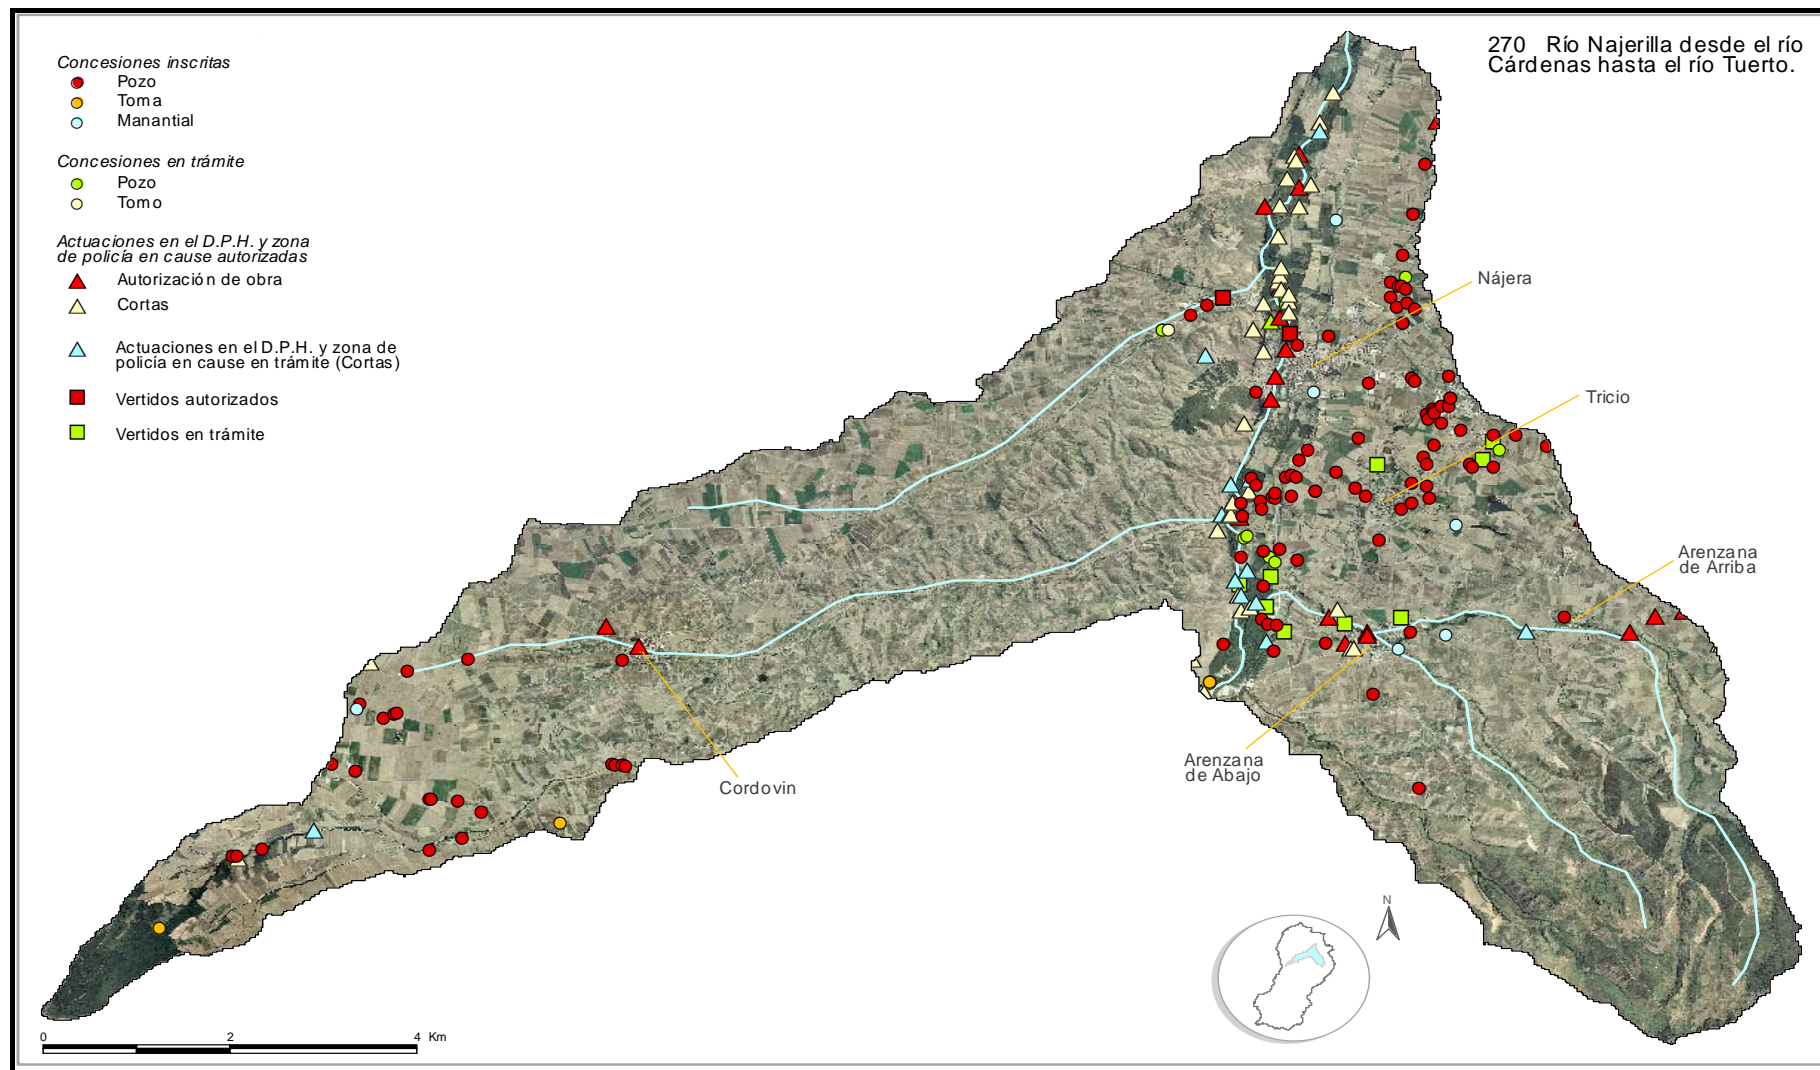 270 Río Najerilla desde el río
Cárdenas hasta el río Tuerto.
Concesiones inscritas
Pozo
Toma
Manantial
Concesiones en trámite
Pozo
Tomo
Actuaciones en el D.P.H. y zona
de policía en cause autorizadas
Autorización de obra
Cortas
Actuaciones en el D.P.H. y zona de
policía en cause en trámite (Cortas)
Vertidos autorizados
Vertidos en trámite
Nájera
Tricio
Arenzana
de Arriba
Arenzana
de Abajo
Cordovin
N
0 2 4 Km